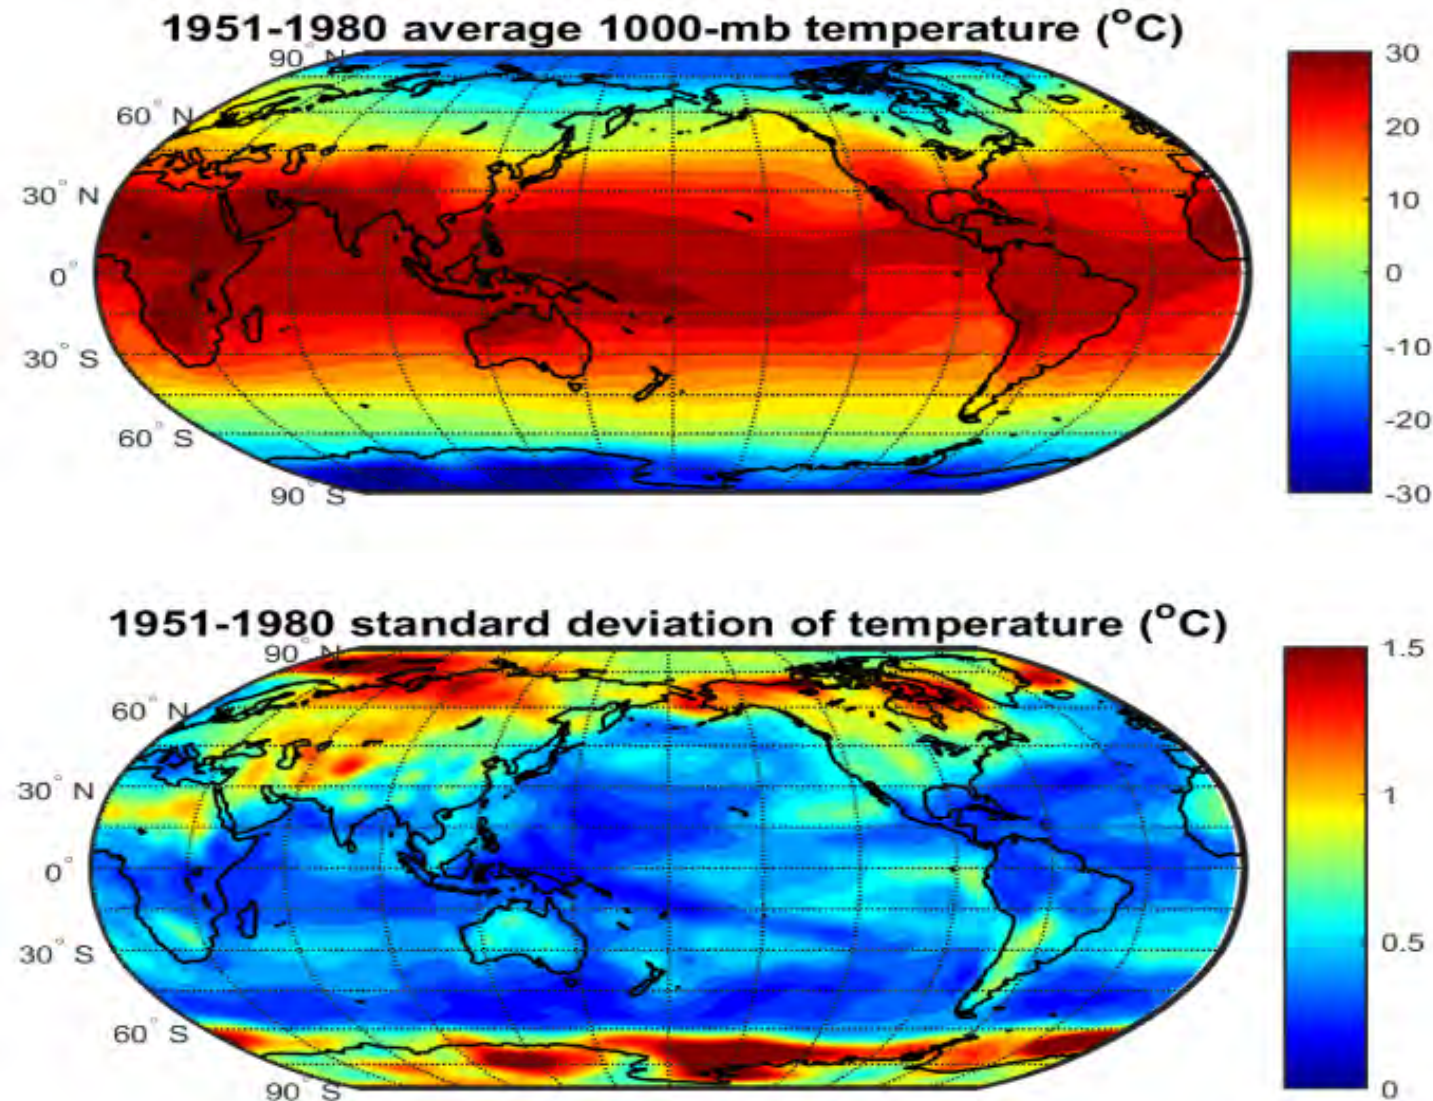 1951-1980 average 1000-mb temperature (°C)
90° N
60° N
30° N
0°
30° S
60° S
90° S
30
20
10
0
-10
-20
-30
1951-1980 standard deviation of temperature (°C)
90° N
60° N
30° N
0°
30° S
60° S
90° S
1.5
1
0.5
0